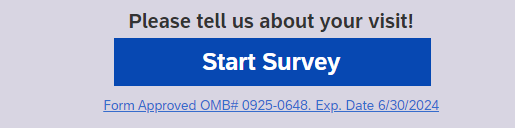 Please tell us about your visit!
Start Survey
Form Approved OMB# 0925-0648. Exp. Date 6/30/2024